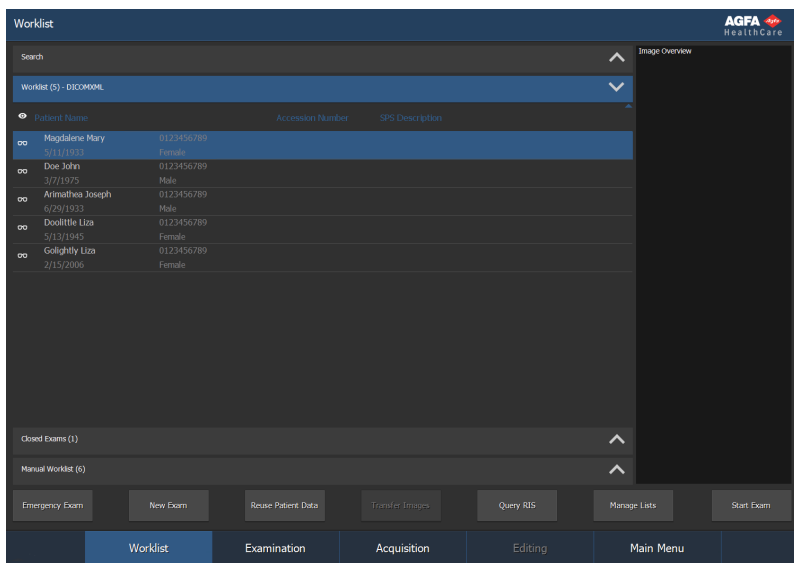 Worklist
AGFA
HealthCare
Search
Image Overview
Worklist (5) - DICOMXML
Patient Name Accession Number SPS Description
Magdalene Mary 0123456789
5/11/1933 Female
Doe John 0123456789
3/7/1975 Male
Arimathea Joseph 0123456789
6/29/1933 Male
Doolittle Liza 0123456789
5/13/1945 Female
Golightly Liza 0123456789
2/15/2006 Female
Closed Exams (1)
Manual Worklist (6)
Emergency Exam New Exam Reuse Patient Data Transfer Images Query RIS Manage Lists Start Exam
Worklist Examination Acquisition Editing Main Menu